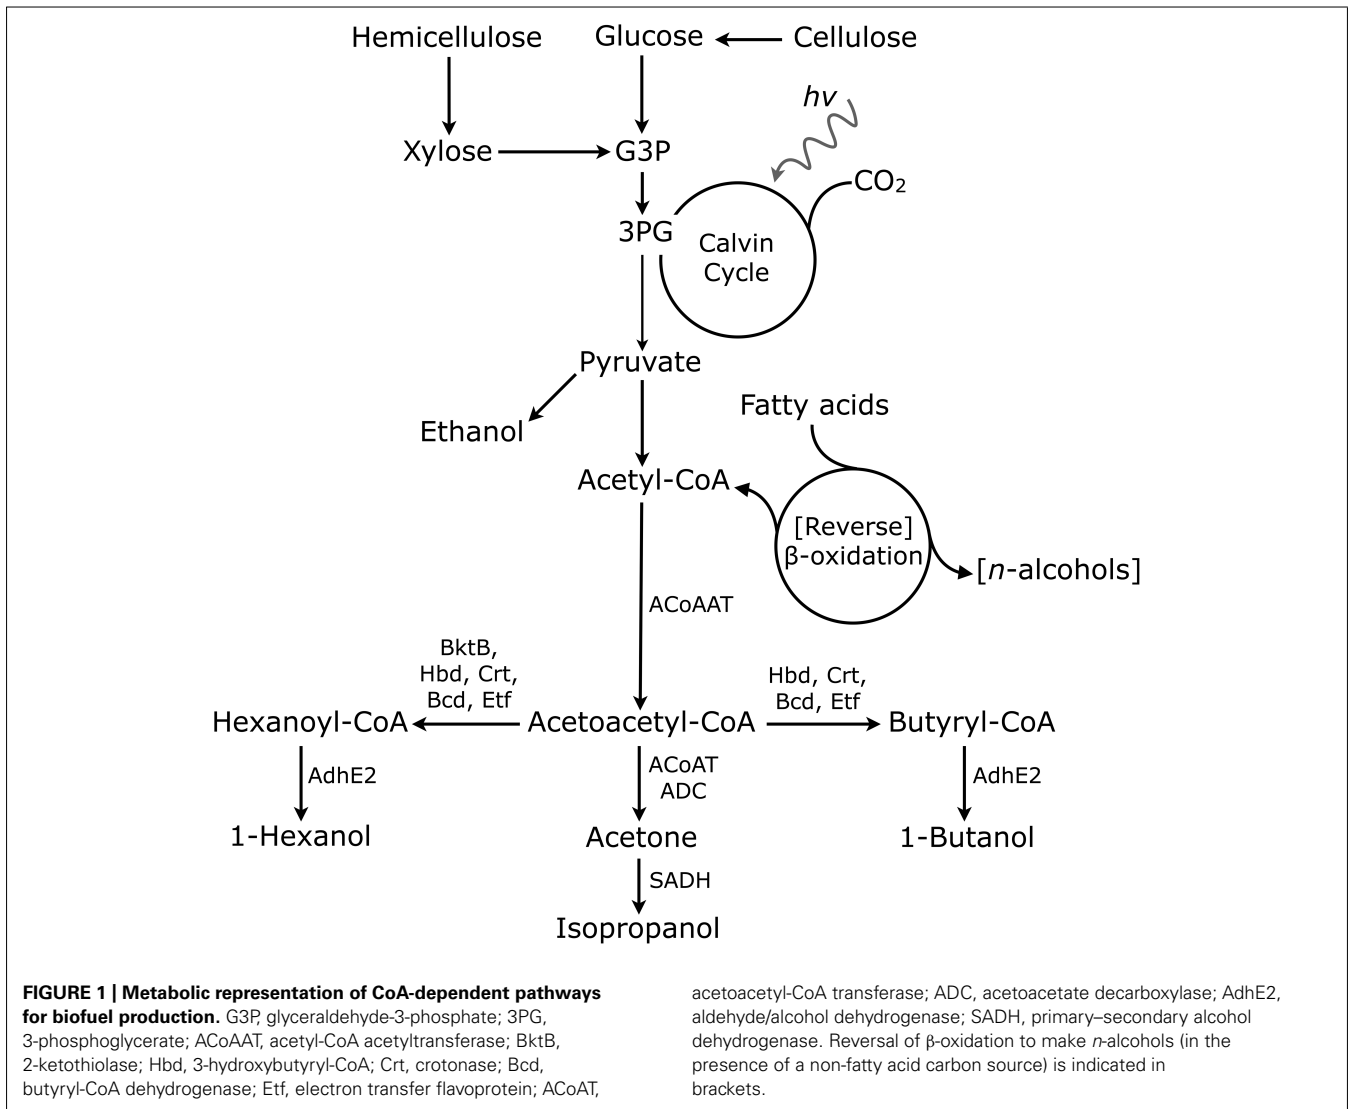 Hemicellulose
Glucose
Cellulose
hv
Xylose
G3P
CO₂
3PG
Calvin
Cycle
Pyruvate
Ethanol
Fatty acids
Acetyl-CoA
[Reverse]
β-oxidation
[n-alcohols]
ACoAAT
BktB,
Hbd, Crt,
Bcd, Etf
Hbd, Crt,
Bcd, Etf
Hexanoyl-CoA
Acetoacetyl-CoA
Butyryl-CoA
AdhE2
ACoAT
ADC
AdhE2
1-Hexanol
Acetone
1-Butanol
SADH
Isopropanol
FIGURE 1 | Metabolic representation of CoA-dependent pathways
for biofuel production. G3P, glyceraldehyde-3-phosphate; 3PG,
3-phosphoglycerate; ACoAAT, acetyl-CoA acetyltransferase; BktB,
2-ketothiolase; Hbd, 3-hydroxybutyryl-CoA; Crt, crotonase; Bcd,
butyryl-CoA dehydrogenase; Etf, electron transfer flavoprotein; ACoAT,
acetoacetyl-CoA transferase; ADC, acetoacetate decarboxylase; AdhE2,
aldehyde/alcohol dehydrogenase; SADH, primary–secondary alcohol
dehydrogenase. Reversal of β-oxidation to make n-alcohols (in the
presence of a non-fatty acid carbon source) is indicated in
brackets.